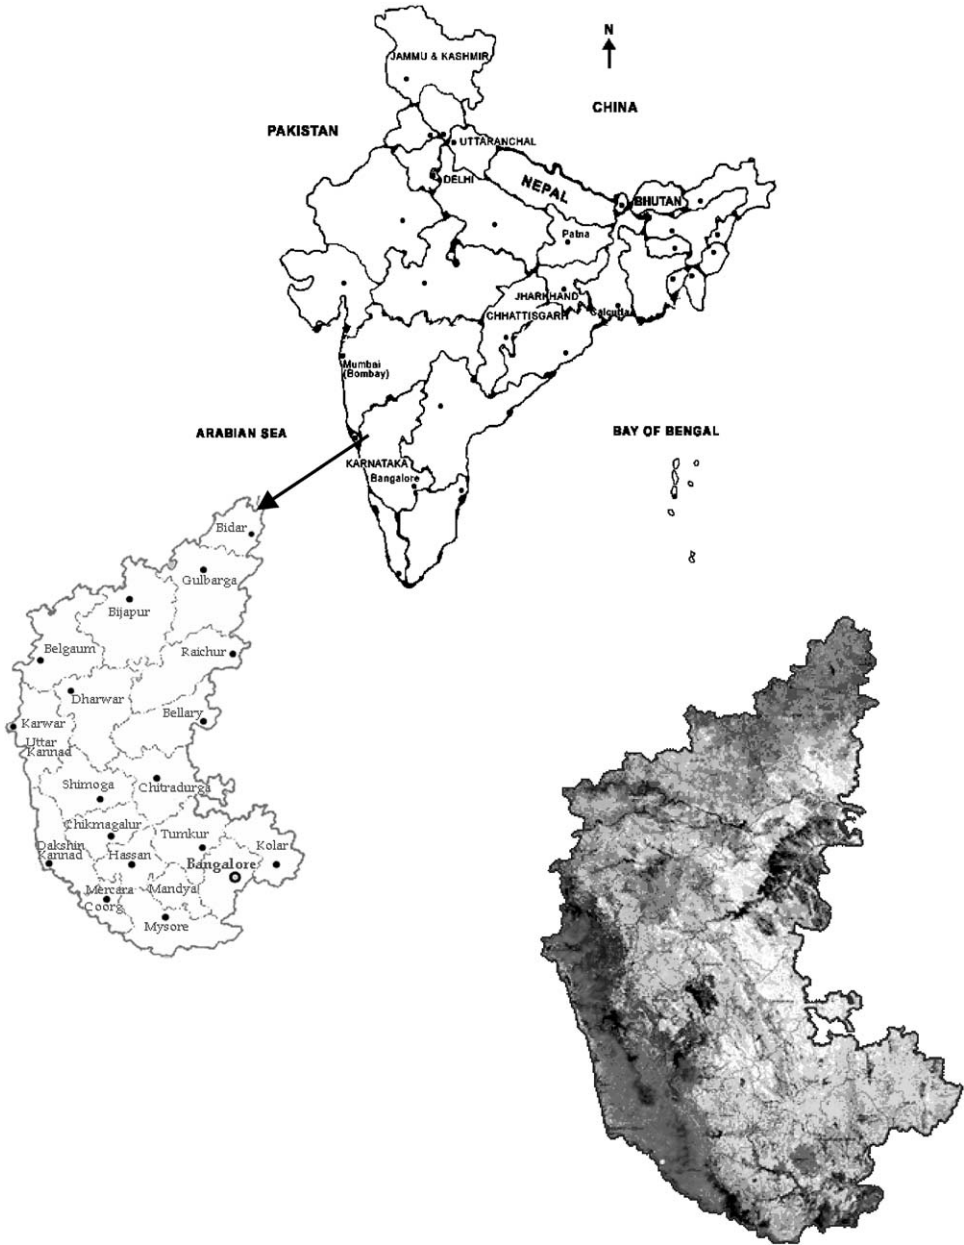 N
JAMMU & KASHMIR
CHINA
PAKISTAN
UTTARANCHAL
DELHI
NEPAL
BHUTAN
Patna
JHARKHAND
CHHATTISGARH
Calcutta
Mumbai
(Bombay)
ARABIAN SEA
BAY OF BENGAL
KARNATAKA
Bangalore
Bidar
Gulbarga
Bijapur
Belgaum
Raichur
Dharwar
Bellary
Karwar
Uttar
Kannad
Shimoga
Chitradurga
Chikmagalur
Tumkur
Dakshin
Kannad
Hassan
Kolar
Bangalore
Mercara
Mandya
Coorg
Mysore